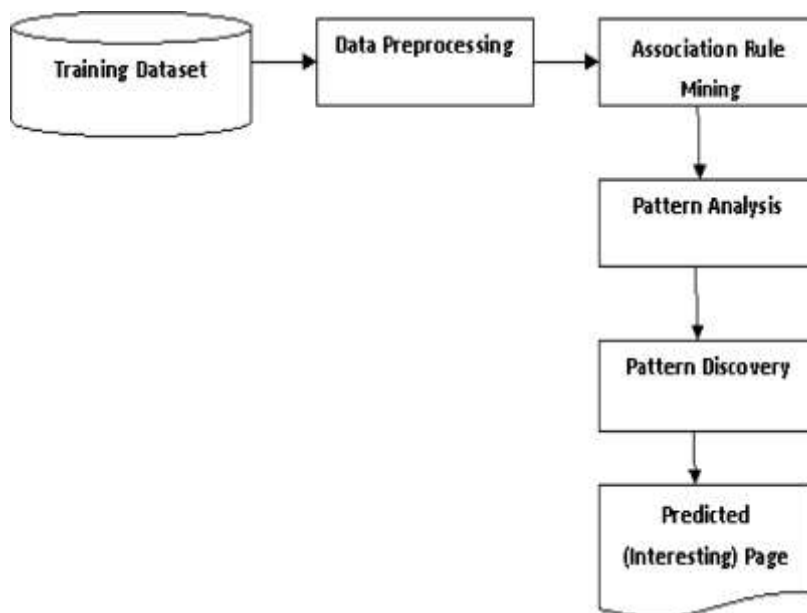 Training Dataset
Data Preprocessing
Association Rule
Mining
Pattern Analysis
Pattern Discovery
Predicted
(Interesting) Page